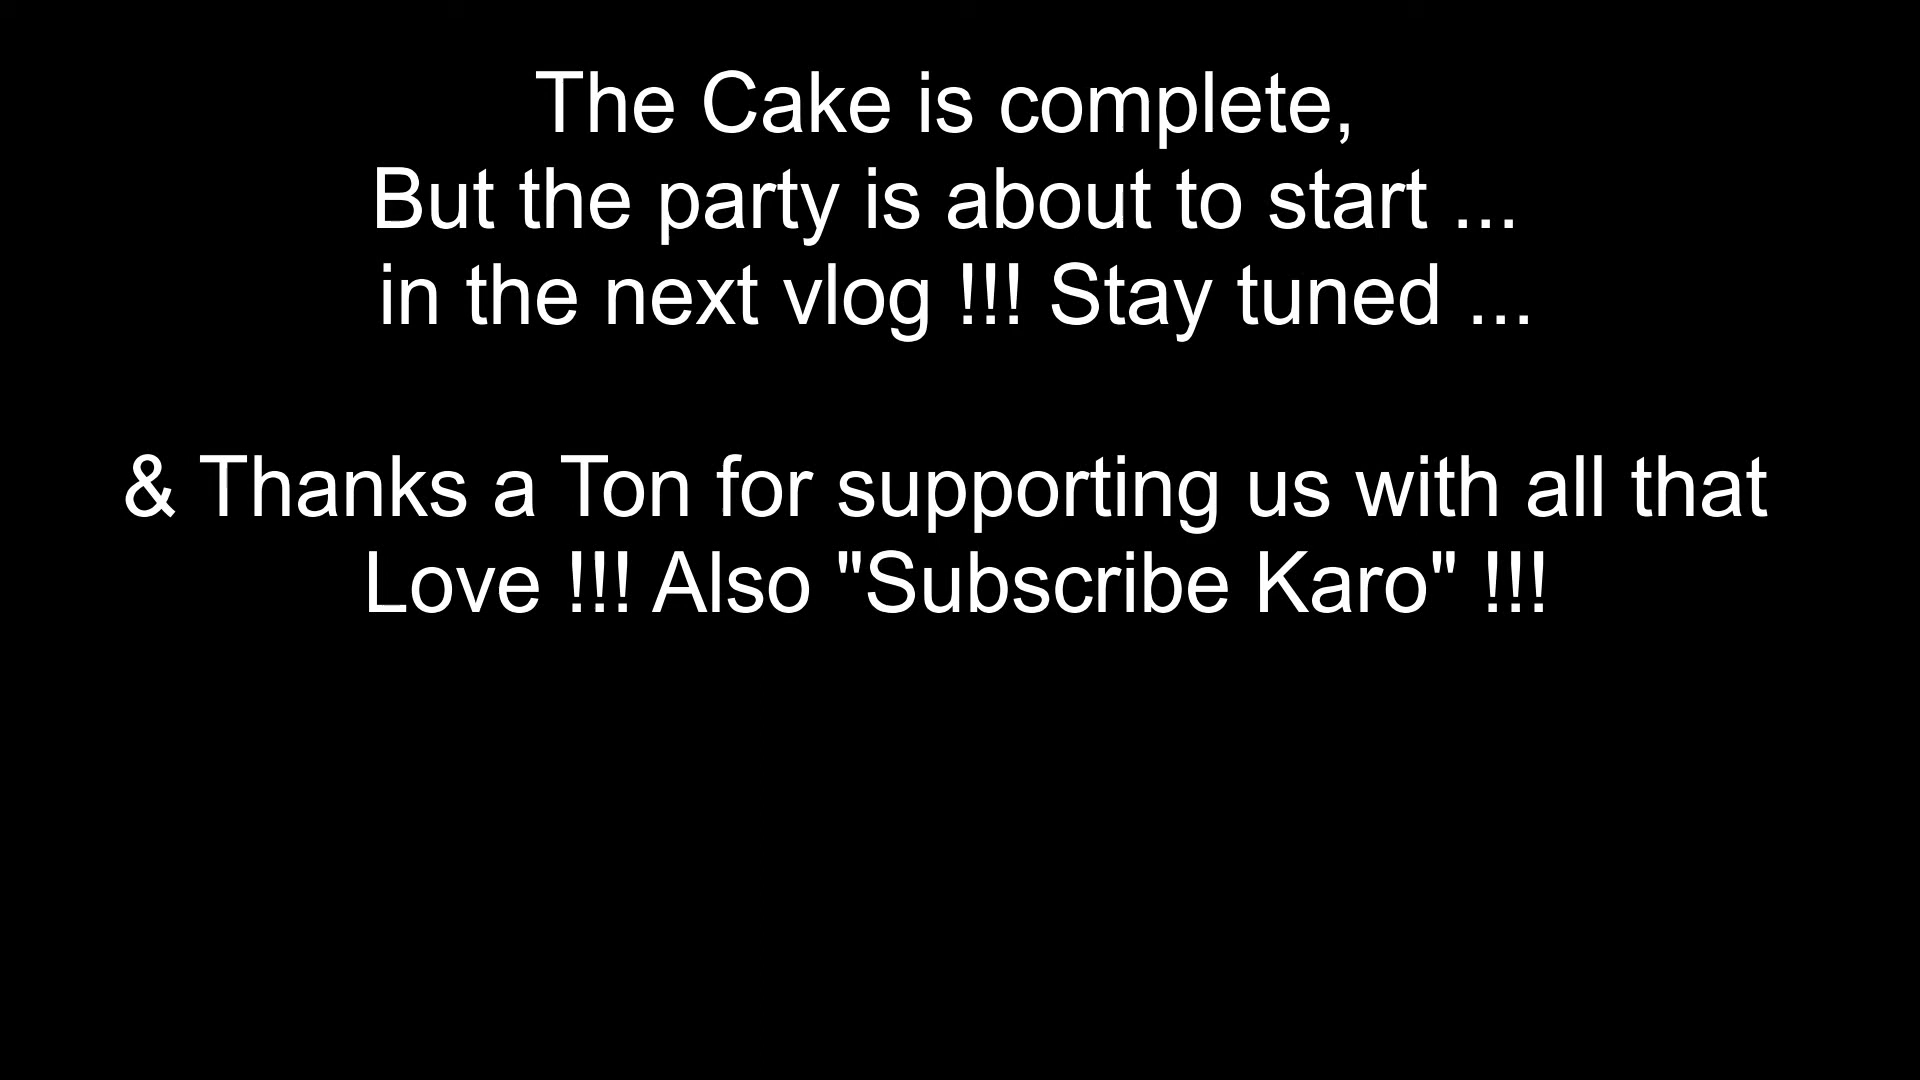 The Cake is complete,
But the party is about to start ...
in the next vlog !!! Stay tuned ...
& Thanks a Ton for supporting us with all that
Love !!! Also "Subscribe Karo" !!!